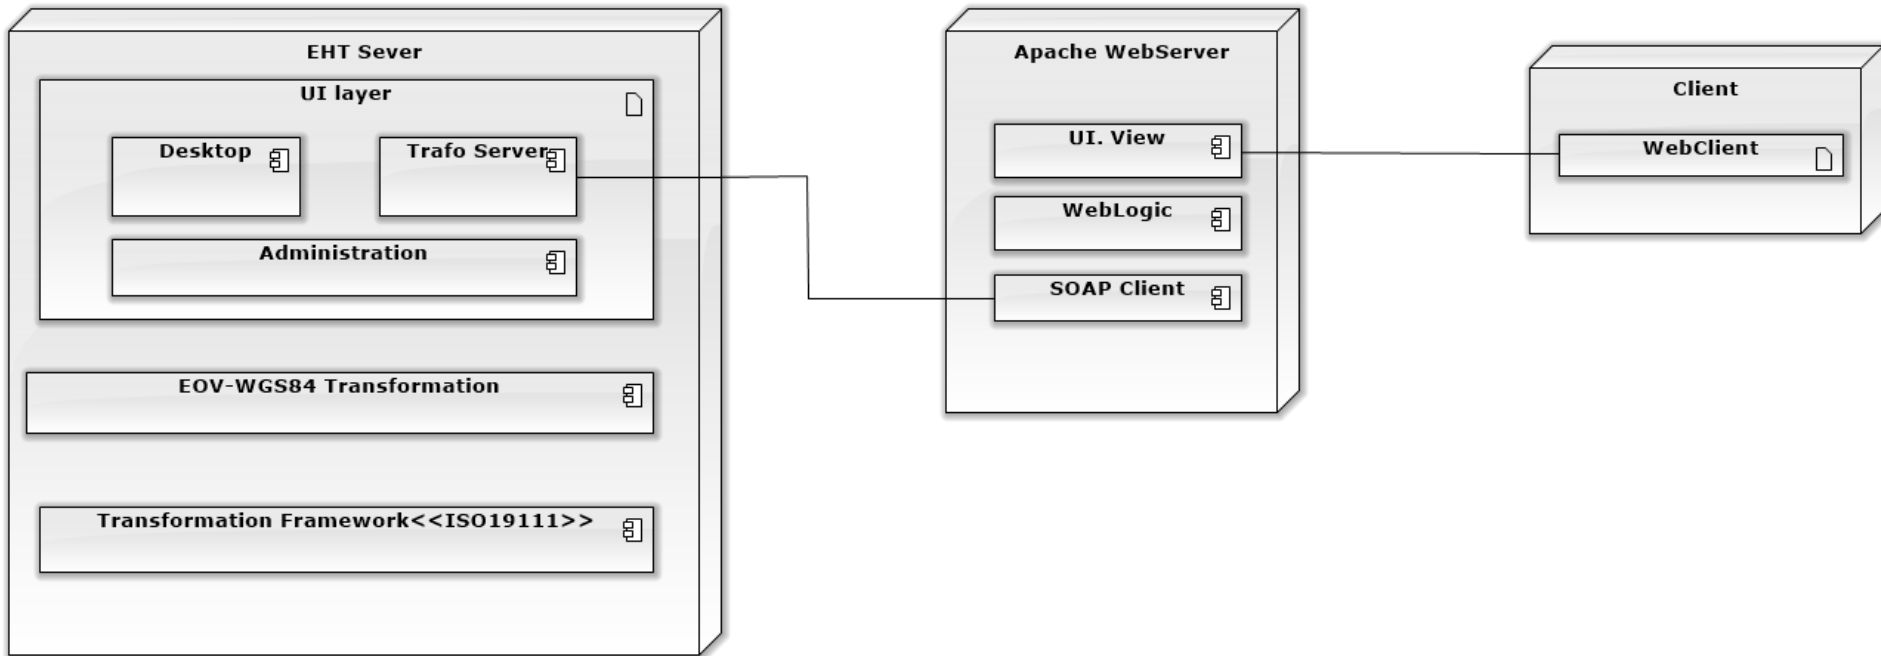 EHT Sever
UI layer
Desktop
Trafo Server
Administration
EOV-WGS84 Transformation
Transformation Framework<<ISO19111>>
Apache WebServer
UI. View
WebLogic
SOAP Client
Client
WebClient